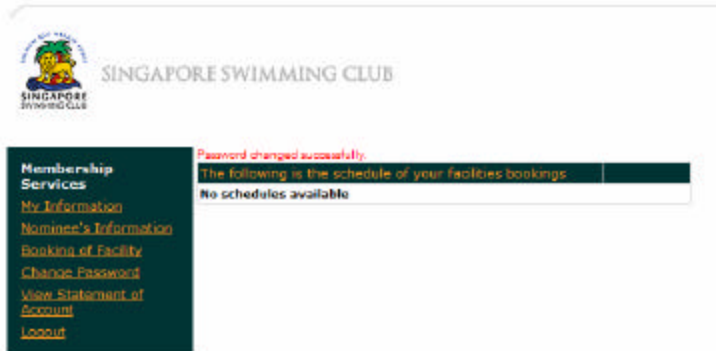 SINGAPORE
SWIMMING CLUB
SINGAPORE SWIMMING CLUB
Password changed successfully.
Membership
Services
My Information
Nominee's Information
Booking of Facility
Change Password
View Statement of
Account
Logout
The following is the schedule of your facilities bookings
No schedules available